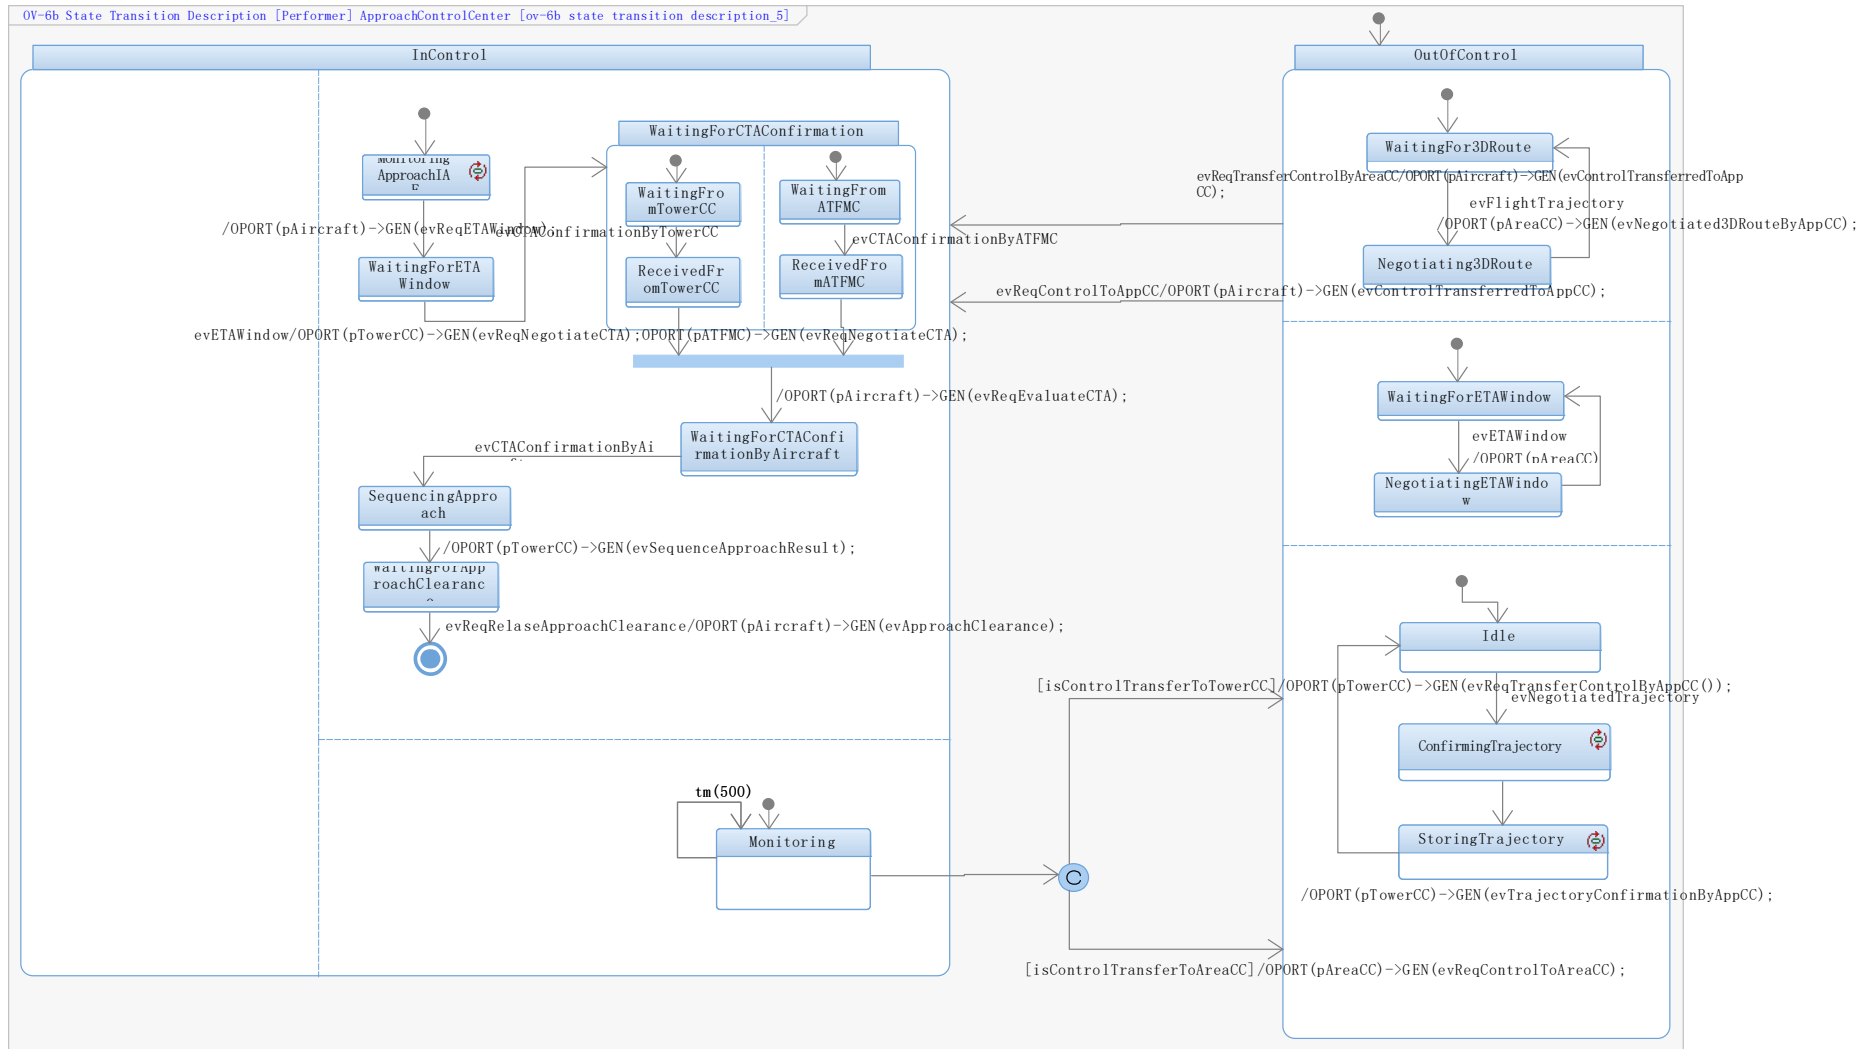 OV-6b State Transition Description [Performer] ApproachControlCenter [ov-6b state transition description_5]
InControl
OutOfControl
WaitingForCTAConfirmation
Monitoring
ApproachIA
F
WaitingFro
mTowerCC
WaitingFrom
ATFMC
WaitingFor3DRoute
evReqTransferControlByAreaCC/OPORT(pAircraft)->GEN(evControlTransferredToApp
CC);
evFlightTrajectory
/OPORT(pAreaCC)->GEN(evNegotiated3DRouteByAppCC);
/OPORT(pAircraft)->GEN(evReqETAWindow);
evCTAConfirmationByTowerCC
evCTAConfirmationByATFMC
WaitingForETA
Window
ReceivedFr
omTowerCC
ReceivedFro
mATFMC
Negotiating3DRoute
evReqControlToAppCC/OPORT(pAircraft)->GEN(evControlTransferredToAppCC);
evETAWindow/OPORT(pTowerCC)->GEN(evReqNegotiateCTA);OPORT(pATFMC)->GEN(evReqNegotiateCTA);
/OPORT(pAircraft)->GEN(evReqEvaluateCTA);
WaitingForETAWindow
evETAWindow
/OPORT(pAreaCC)
NegotiatingETAWindo
w
WaitingForCTAConfi
rmationByAircraft
evCTAConfirmationByAi
SequencingAppro
ach
/OPORT(pTowerCC)->GEN(evSequenceApproachResult);
WaitingForApp
roachClearanc
e
evReqRelaseApproachClearance/OPORT(pAircraft)->GEN(evApproachClearance);
Idle
[isControlTransferToTowerCC]/OPORT(pTowerCC)->GEN(evReqTransferControlByAppCC());
evNegotiatedTrajectory
ConfirmingTrajectory
tm(500)
Monitoring
StoringTrajectory
C
/OPORT(pTowerCC)->GEN(evTrajectoryConfirmationByAppCC);
[isControlTransferToAreaCC]/OPORT(pAreaCC)->GEN(evReqControlToAreaCC);